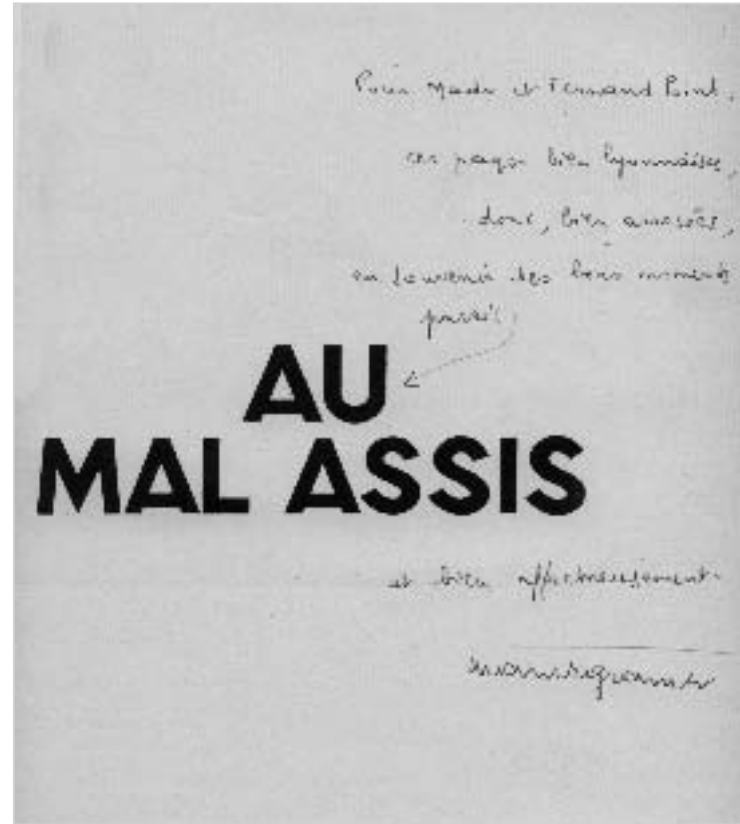 Pour Mado et Fernand Point,
ces pages bien lyonnaises,
donc, bien arrosées,
en souvenir des bons moments
passés
AU
MAL ASSIS
et bien affectueusement